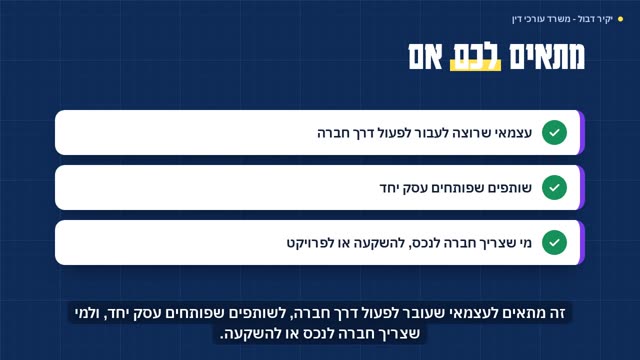 יקיר דבול - משרד עורכי דין
מתאים לכם אם
עצמאי שרוצה לעבור לפעול דרך חברה
שותפים שפותחים עסק יחד
מי שצריך חברה לנכס, להשקעה או לפרויקט
זה מתאים לעצמאי שעובר לפעול דרך חברה, לשותפים שפותחים עסק יחד, ולמי
שצריך חברה לנכס או להשקעה.